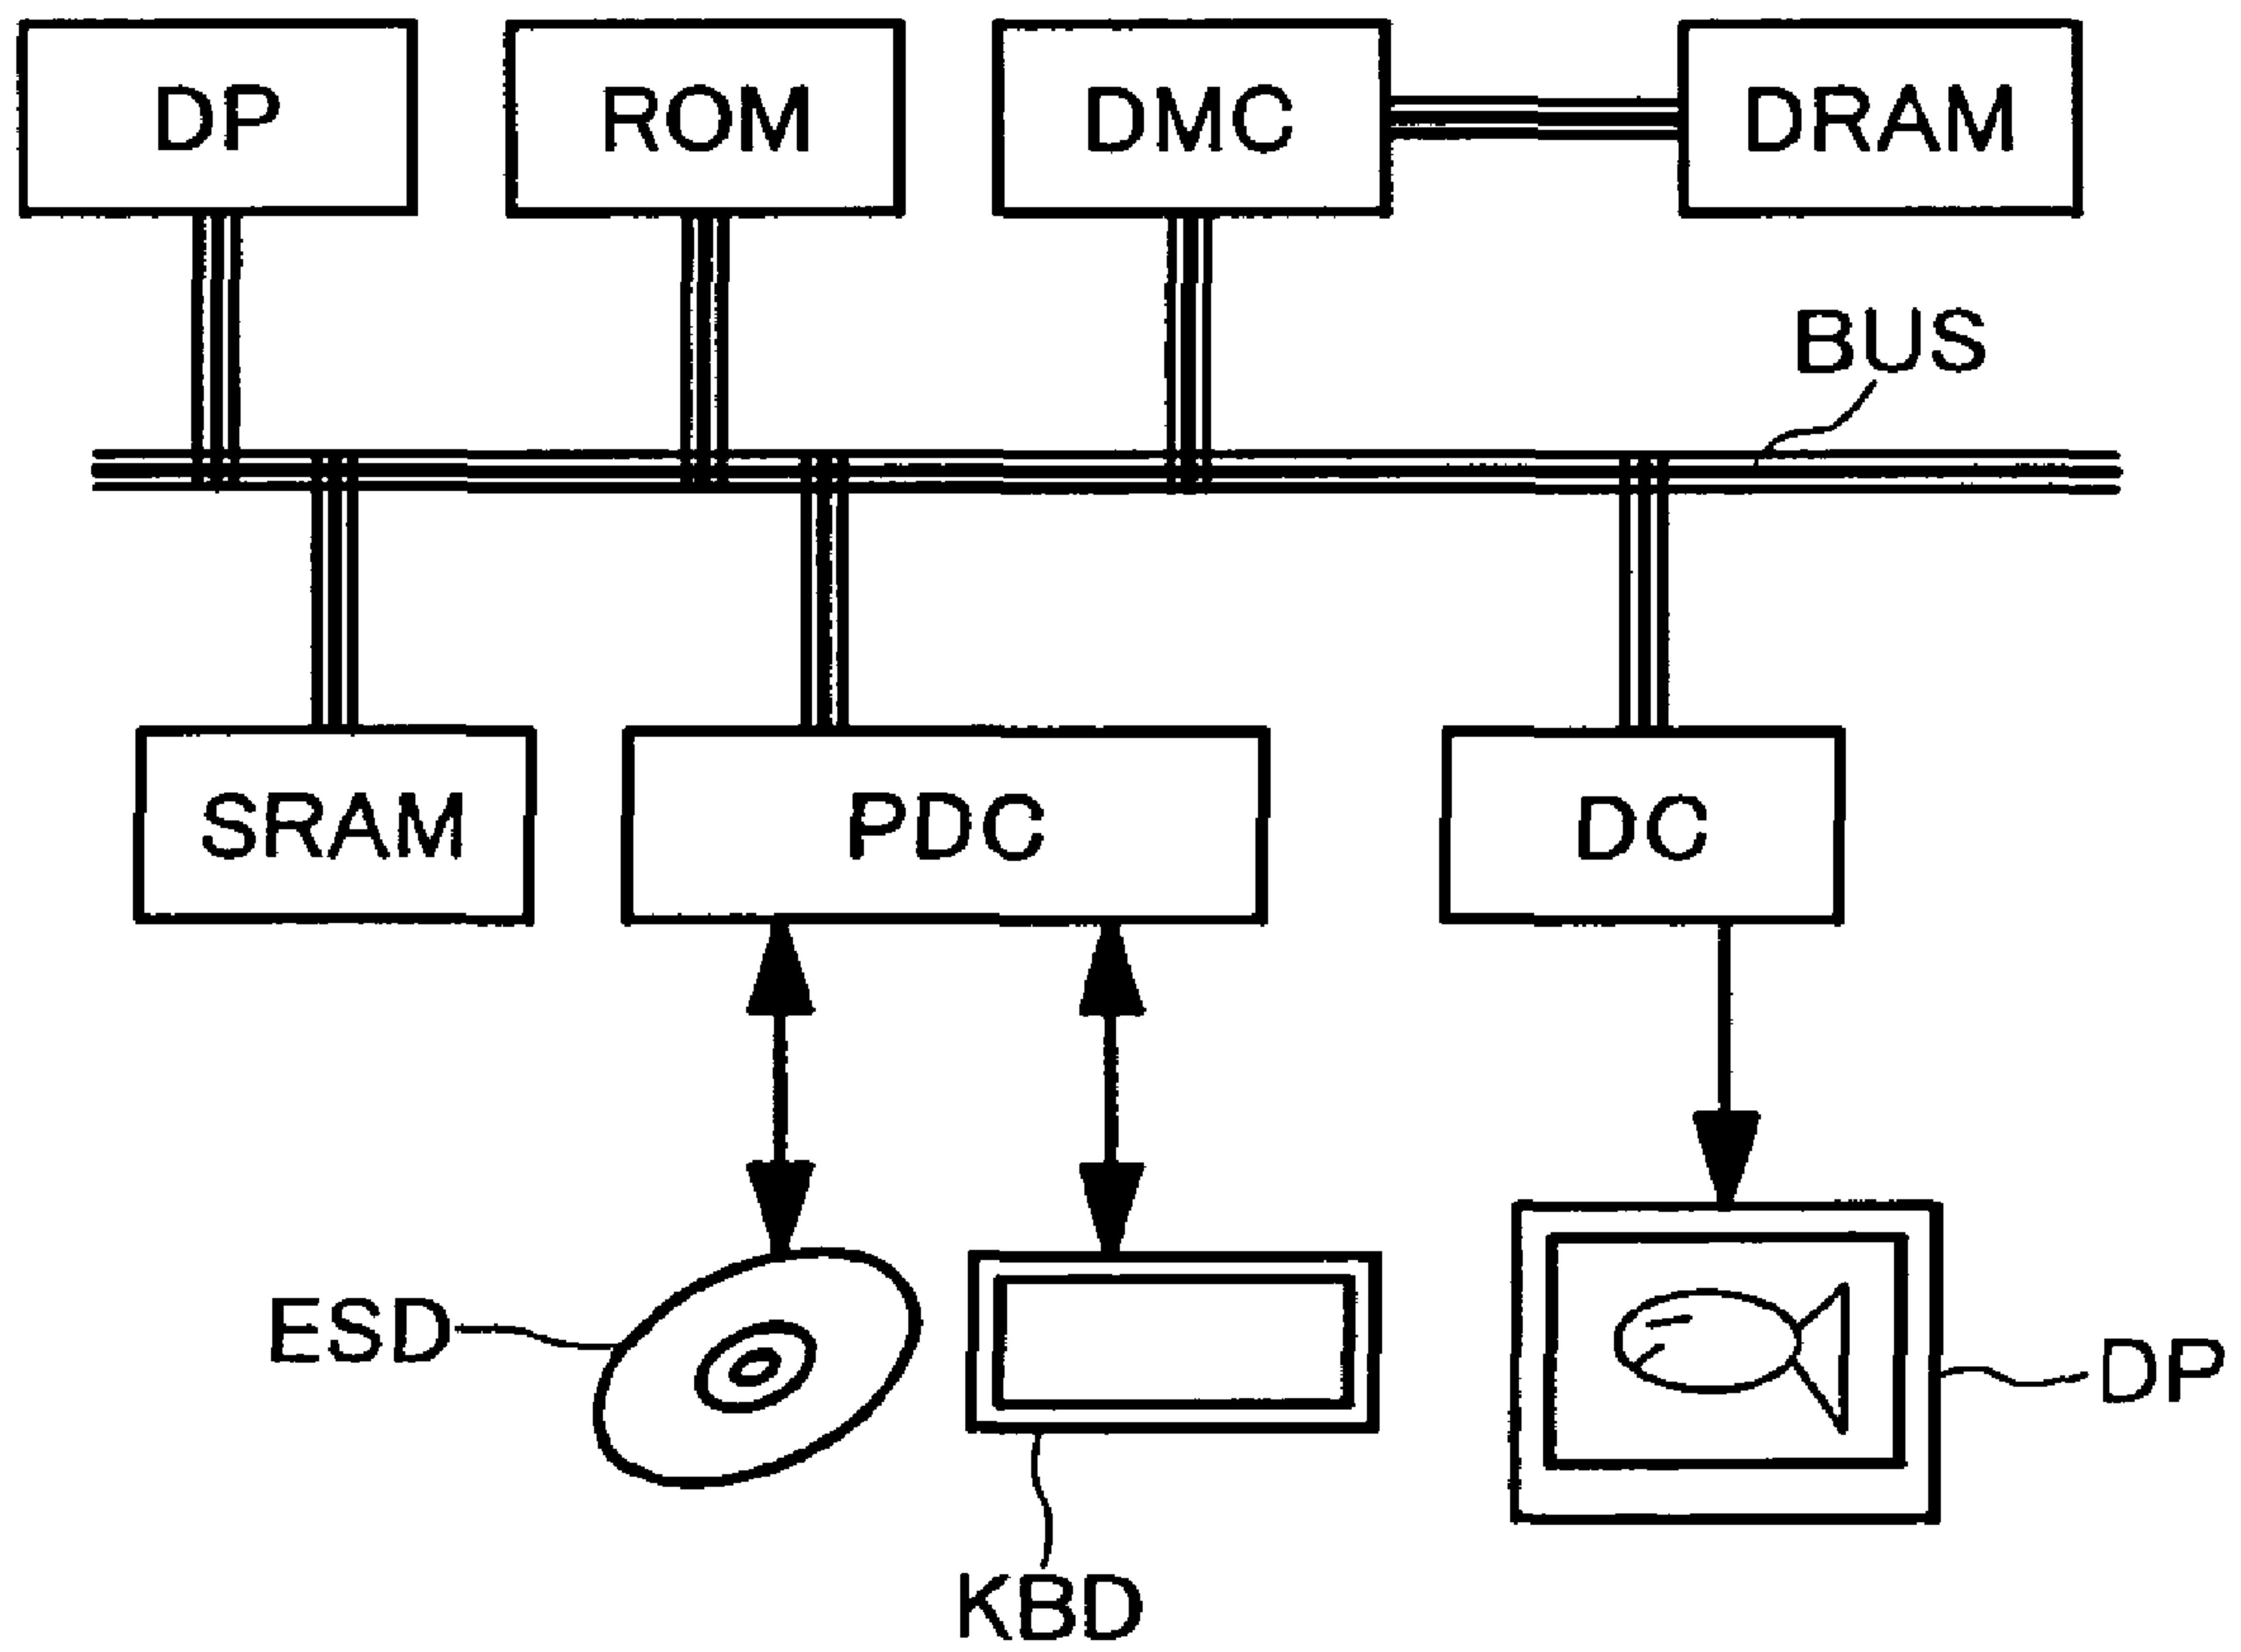 DP
ROM
DMC
DRAM
BUS
SRAM
PDC
DC
ESD
DP
KBD